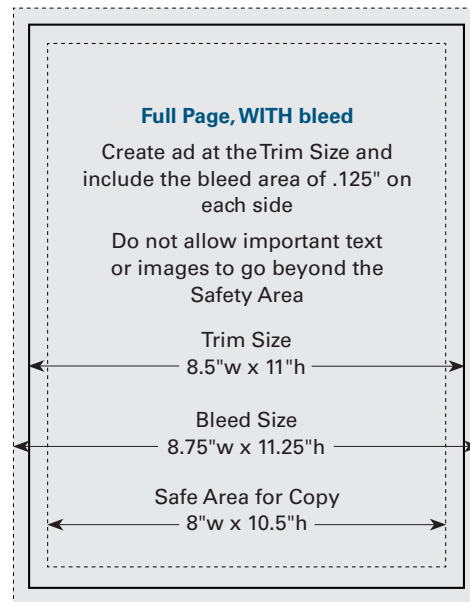 Full Page, WITH bleed
Create ad at the Trim Size and
include the bleed area of .125" on
each side
Do not allow important text
or images to go beyond the
Safety Area
Trim Size
8.5"w x 11"h
Bleed Size
8.75"w x 11.25"h
Safe Area for Copy
8"w x 10.5"h